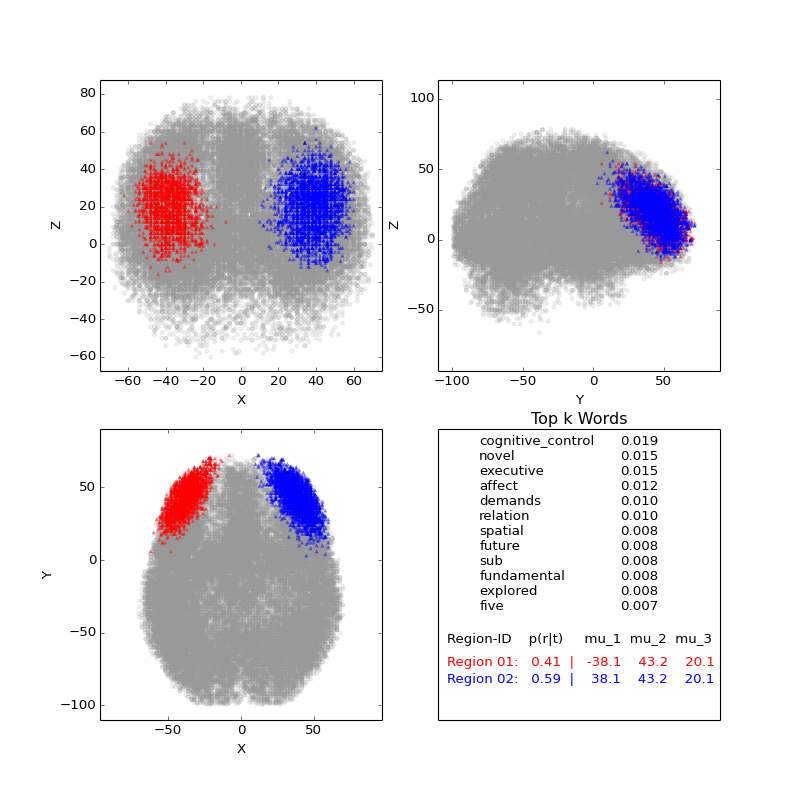 80
60
40
20
0
−20
−40
−60
Z
−60 −40 −20 0 20 40 60
X
100
50
0
−50
Z
−100 −50 0 50
Y
50
0
−50
−100
Y
−50 0 50
X
Top k Words
cognitive_control 0.019
novel 0.015
executive 0.015
affect 0.012
demands 0.010
relation 0.010
spatial 0.008
future 0.008
sub 0.008
fundamental 0.008
explored 0.008
five 0.007
Region-ID p(r|t) mu_1 mu_2 mu_3
Region 01: 0.41 | -38.1 43.2 20.1
Region 02: 0.59 | 38.1 43.2 20.1